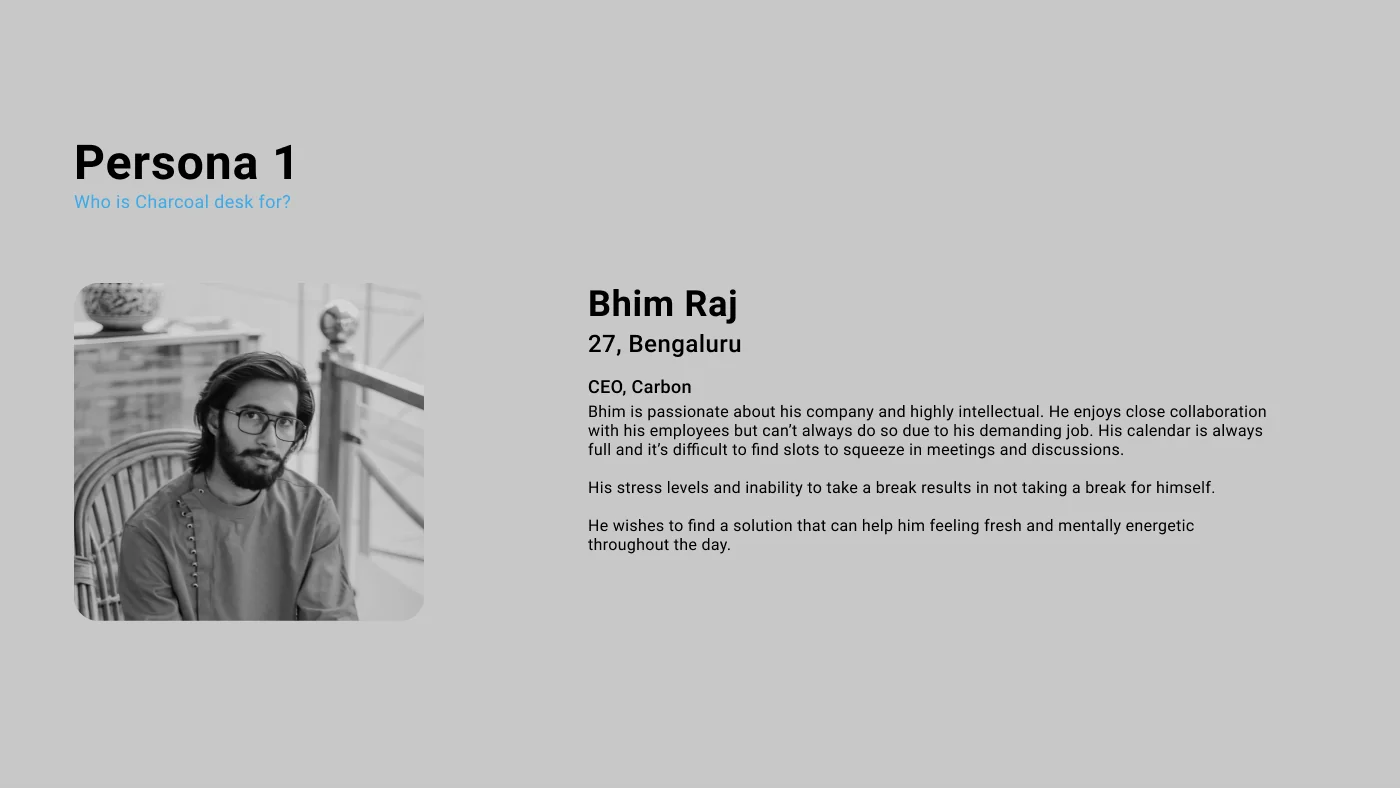 Persona 1
Who is Charcoal desk for?
Bhim Raj
27, Bengaluru
CEO, Carbon
Bhim is passionate about his company and highly intellectual. He enjoys close collaboration
with his employees but can’t always do so due to his demanding job. His calendar is always
full and it’s difficult to find slots to squeeze in meetings and discussions.
His stress levels and inability to take a break results in not taking a break for himself.
He wishes to find a solution that can help him feeling fresh and mentally energetic
throughout the day.